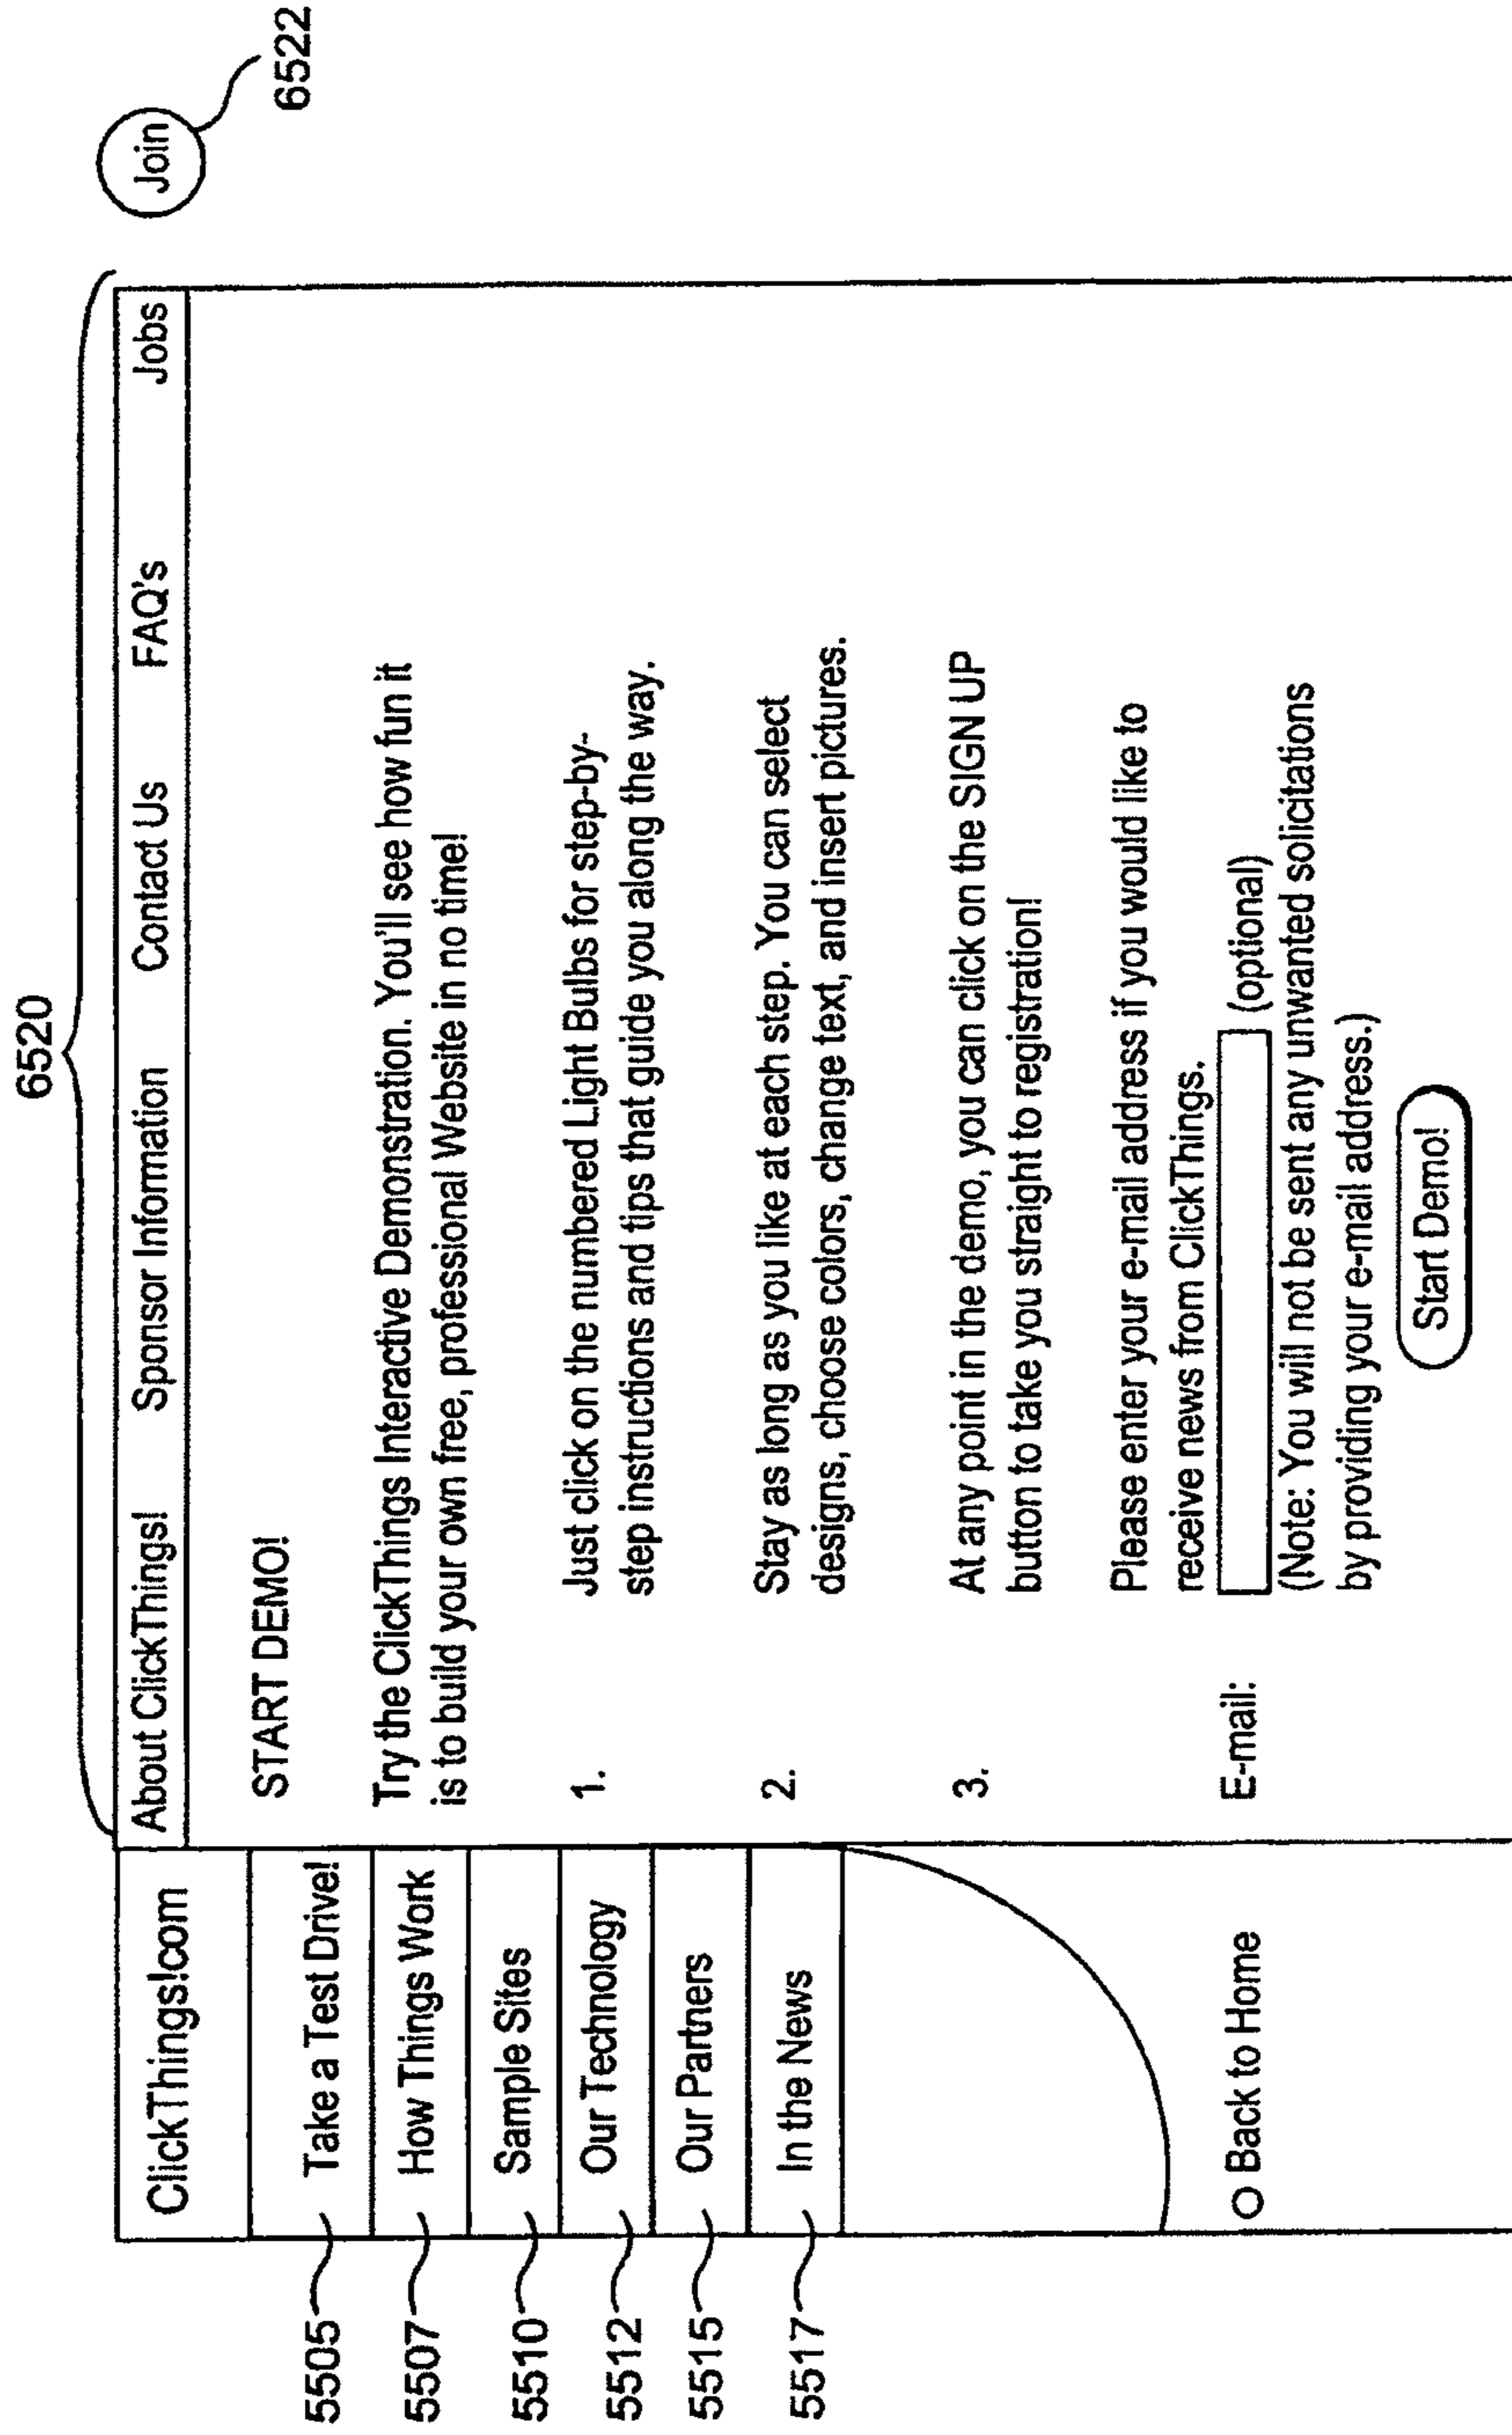 6520
Join
6522
ClickThings!com
About ClickThings! Sponsor Information Contact Us FAQ's Jobs
5505 Take a Test Drive!
5507 How Things Work
5510 Sample Sites
5512 Our Technology
5515 Our Partners
5517 In the News
Back to Home
START DEMO!
Try the ClickThings Interactive Demonstration. You'll see how fun it
is to build your own free, professional Website in no time!
1. Just click on the numbered Light Bulbs for step-by-
step instructions and tips that guide you along the way.
2. Stay as long as you like at each step. You can select
designs, choose colors, change text, and insert pictures.
3. At any point in the demo, you can click on the SIGN UP
button to take you straight to registration!
Please enter your e-mail address if you would like to
receive news from ClickThings.
E-mail: (optional)
(Note: You will not be sent any unwanted solicitations
by providing your e-mail address.)
Start Demo!